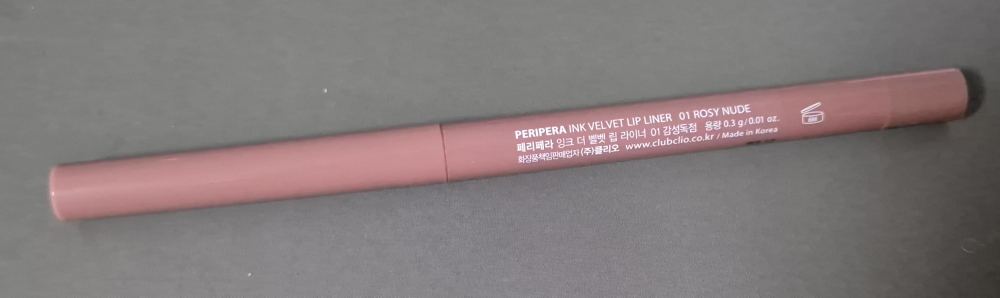 PERIPERA INK VELVET LIP LINER 01 ROSY NUDE
페리페라 잉크 더 벨벳 립 라이너 01 감성독점 용량 0.3 g/0.01 oz.
화장품책임판매업자 (주)클리오 www.clubclio.co.kr / Made in Korea